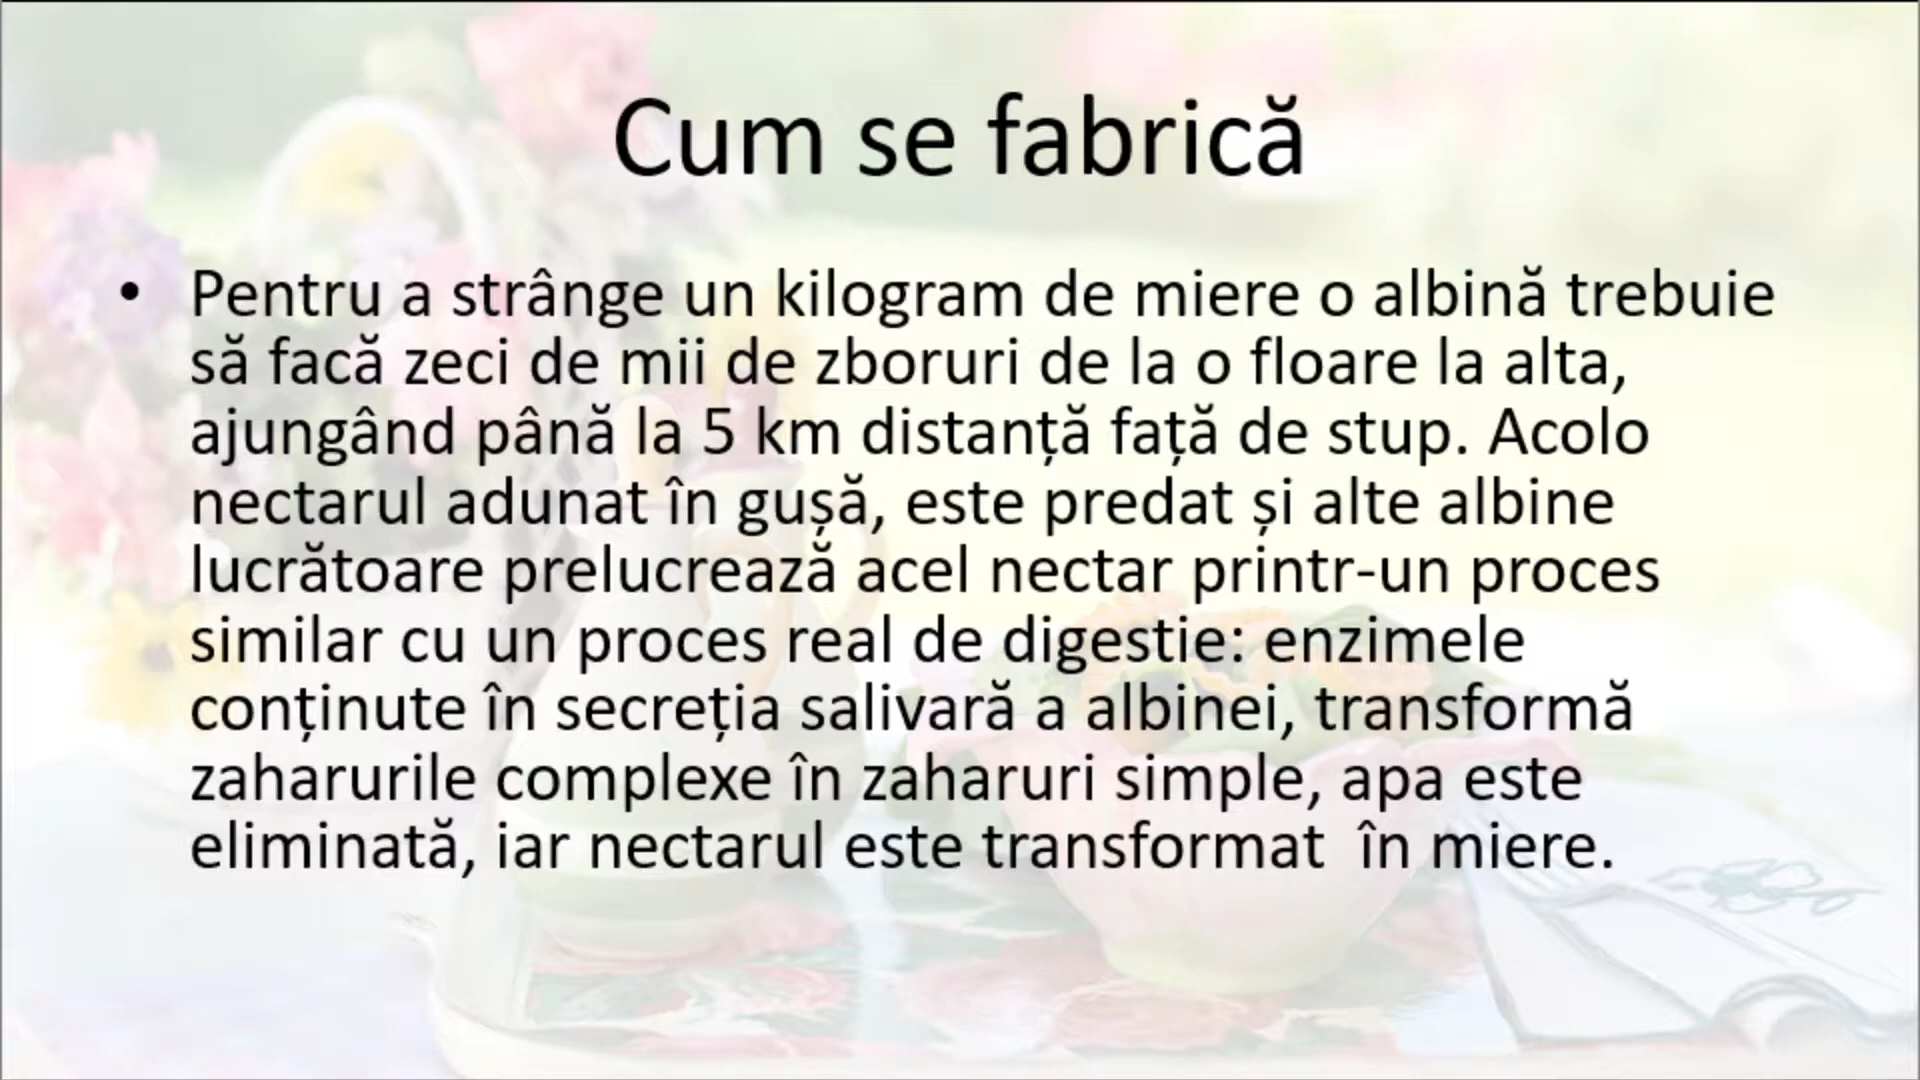 Cum se fabrică
• Pentru a strânge un kilogram de miere o albină trebuie
să facă zeci de mii de zboruri de la o floare la alta,
ajungând până la 5 km distanță față de stup. Acolo
nectarul adunat în gușă, este predat și alte albine
lucrătoare prelucrează acel nectar printr-un proces
similar cu un proces real de digestie: enzimele
conținute în secreția salivară a albinei, transformă
zaharurile complexe în zaharuri simple, apa este
eliminată, iar nectarul este transformat  în miere.